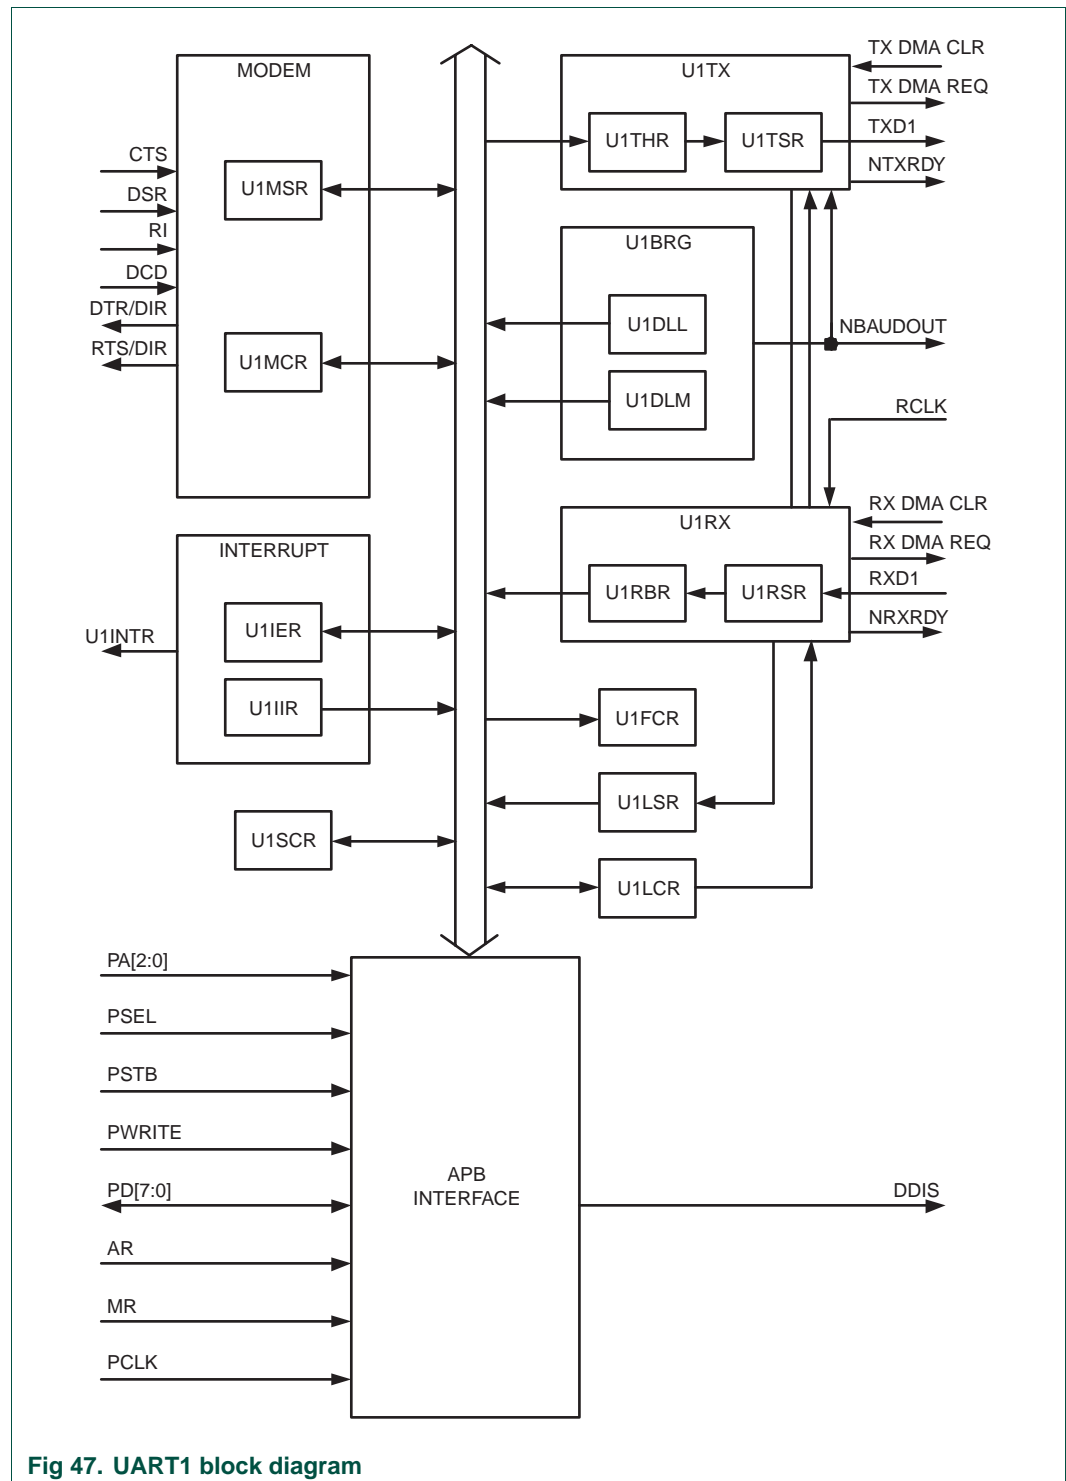 MODEM
CTS
DSR
RI
DCD
DTR/DIR
RTS/DIR
U1MSR
U1MCR
U1TX
U1THR
U1TSR
TX DMA CLR
TX DMA REQ
TXD1
NTXRDY
U1BRG
U1DLL
U1DLM
NBAUDOUT
RCLK
U1RX
U1RBR
U1RSR
RX DMA CLR
RX DMA REQ
RXD1
NRXRDY
INTERRUPT
U1INTR
U1IER
U1IIR
U1FCR
U1LSR
U1SCR
U1LCR
PA[2:0]
PSEL
PSTB
PWRITE
PD[7:0]
AR
MR
PCLK
APB
INTERFACE
DDIS
Fig 47. UART1 block diagram